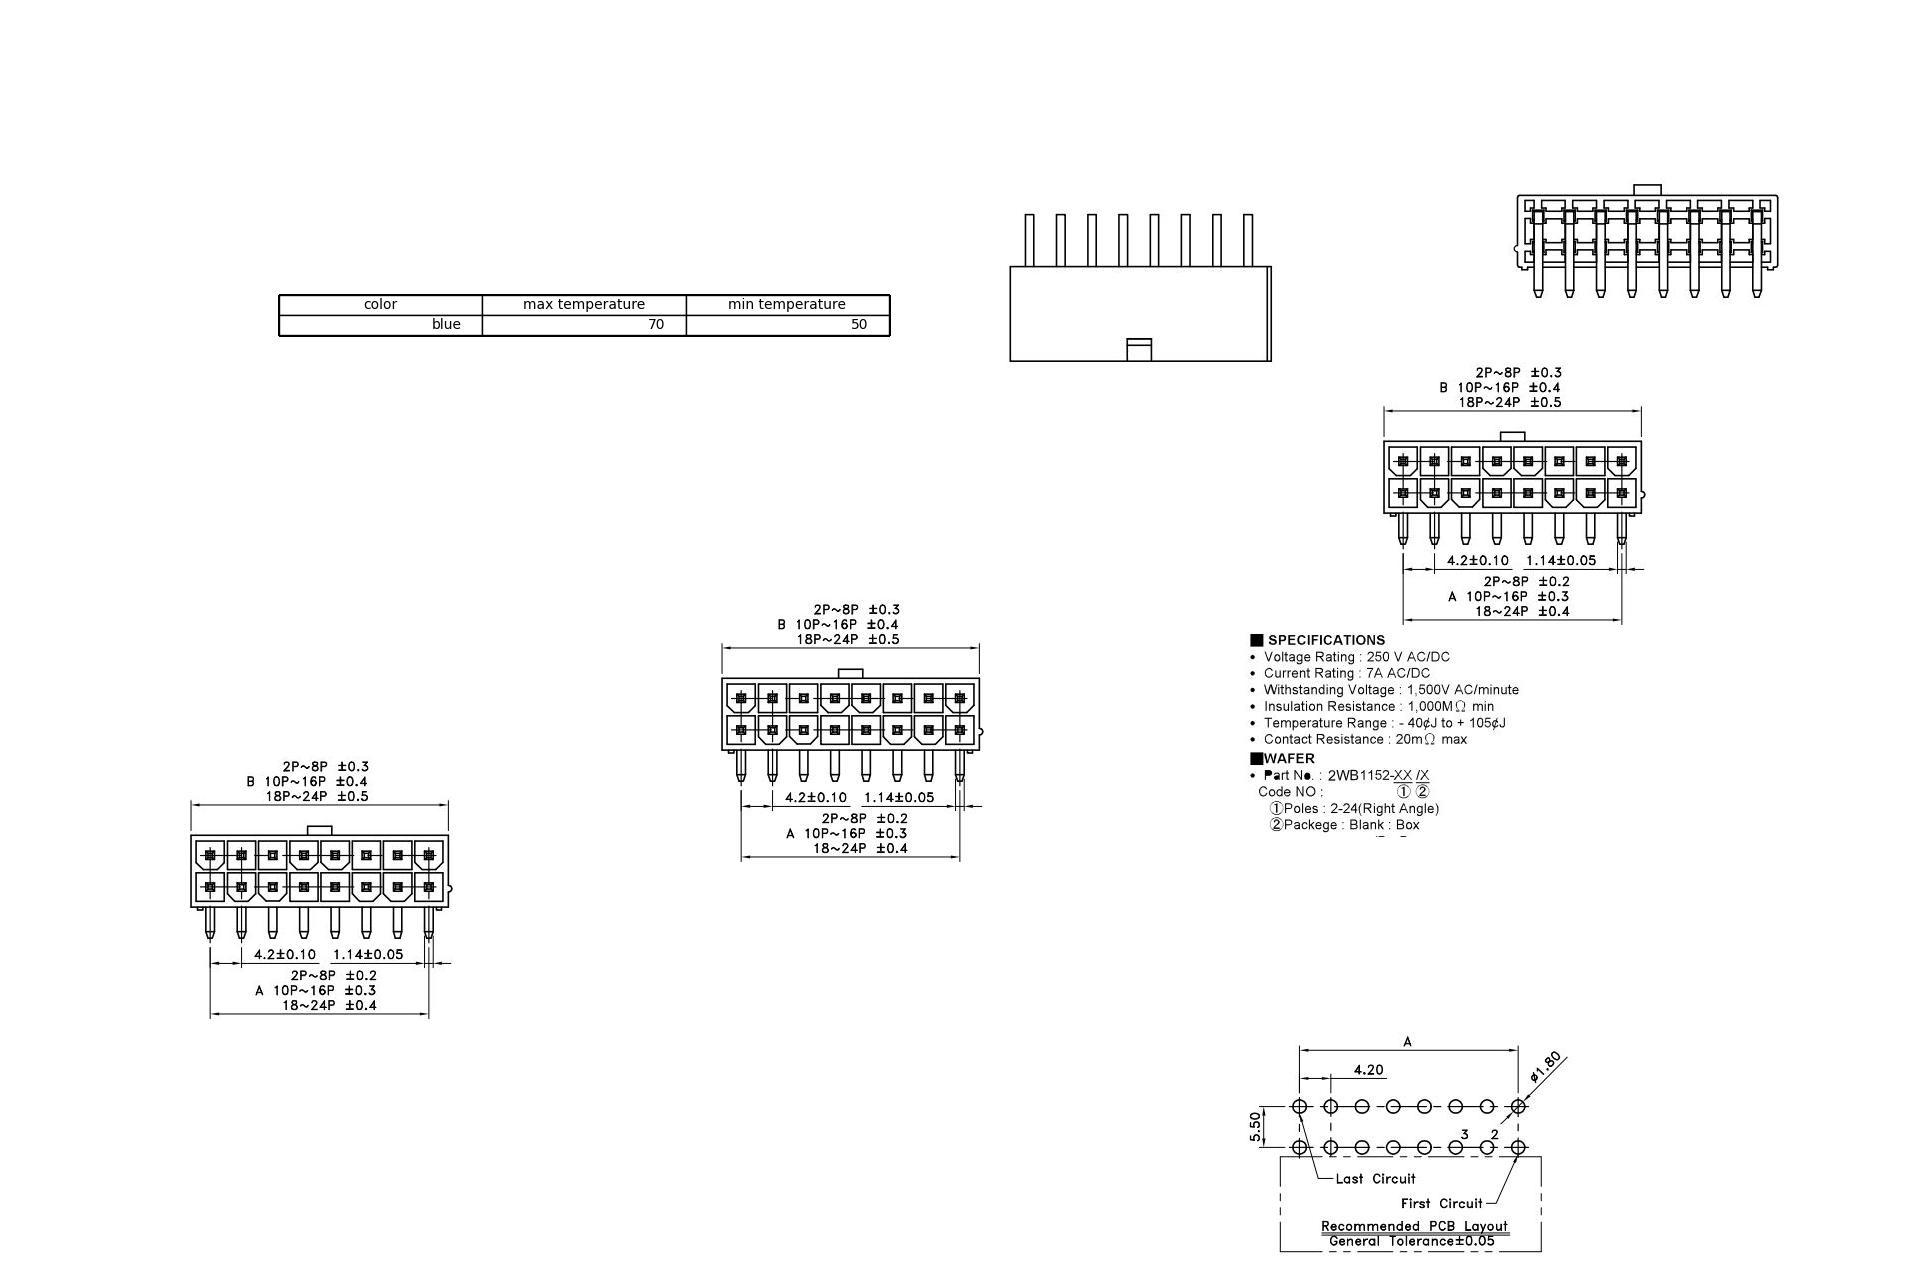 color max temperature min temperature
blue 70 50
2P~8P ±0.3
B 10P~16P ±0.4
18P~24P ±0.5
4.2±0.10 1.14±0.05
2P~8P ±0.2
A 10P~16P ±0.3
18~24P ±0.4
2P~8P ±0.3
B 10P~16P ±0.4
18P~24P ±0.5
4.2±0.10 1.14±0.05
2P~8P ±0.2
A 10P~16P ±0.3
18~24P ±0.4
■ SPECIFICATIONS
• Voltage Rating : 250 V AC/DC
• Current Rating : 7A AC/DC
• Withstanding Voltage : 1,500V AC/minute
• Insulation Resistance : 1,000MΩ min
• Temperature Range : - 40¢J to + 105¢J
• Contact Resistance : 20mΩ max
■WAFER
• Part No. : 2WB1152-XX /X
Code NO : ① ②
①Poles : 2-24(Right Angle)
②Packege : Blank : Box
2P~8P ±0.3
B 10P~16P ±0.4
18P~24P ±0.5
4.2±0.10 1.14±0.05
2P~8P ±0.2
A 10P~16P ±0.3
18~24P ±0.4
A
4.20
ø1.80
5.50
3 2
Last Circuit
First Circuit
Recommended PCB Layout
General Tolerance±0.05